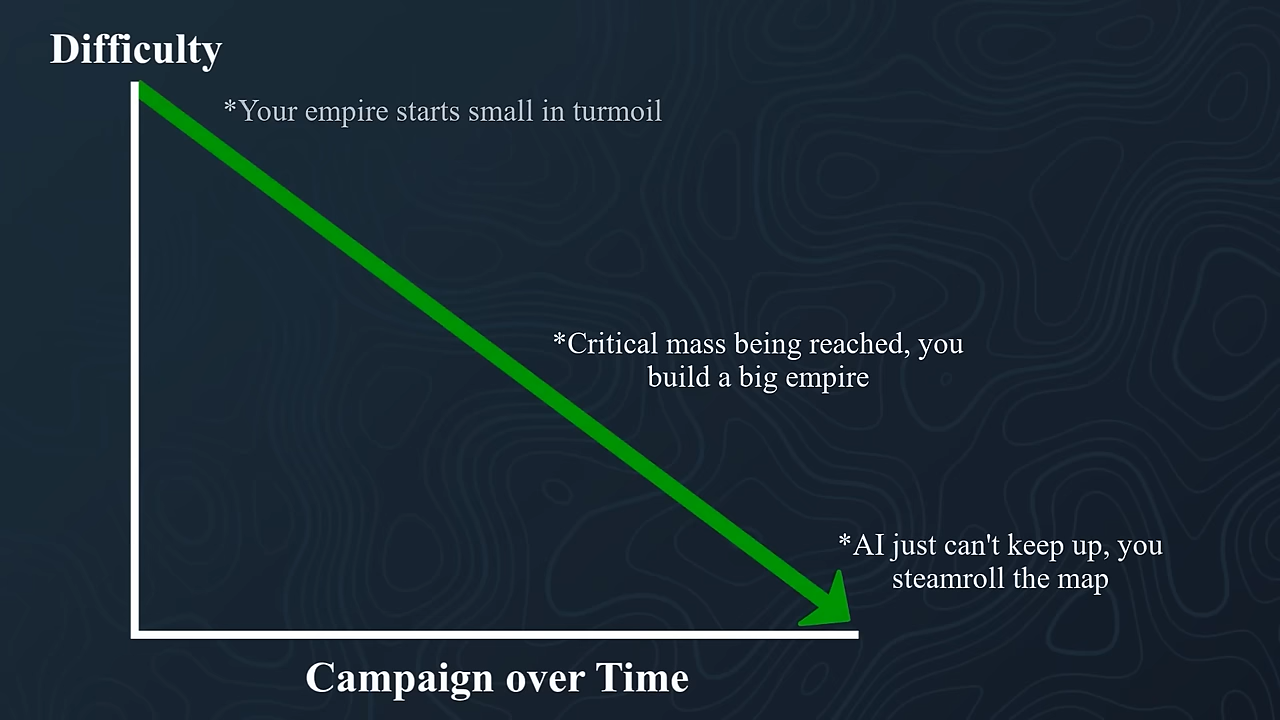 Difficulty
*Your empire starts small in turmoil
*Critical mass being reached, you
build a big empire
*AI just can't keep up, you
steamroll the map
Campaign over Time